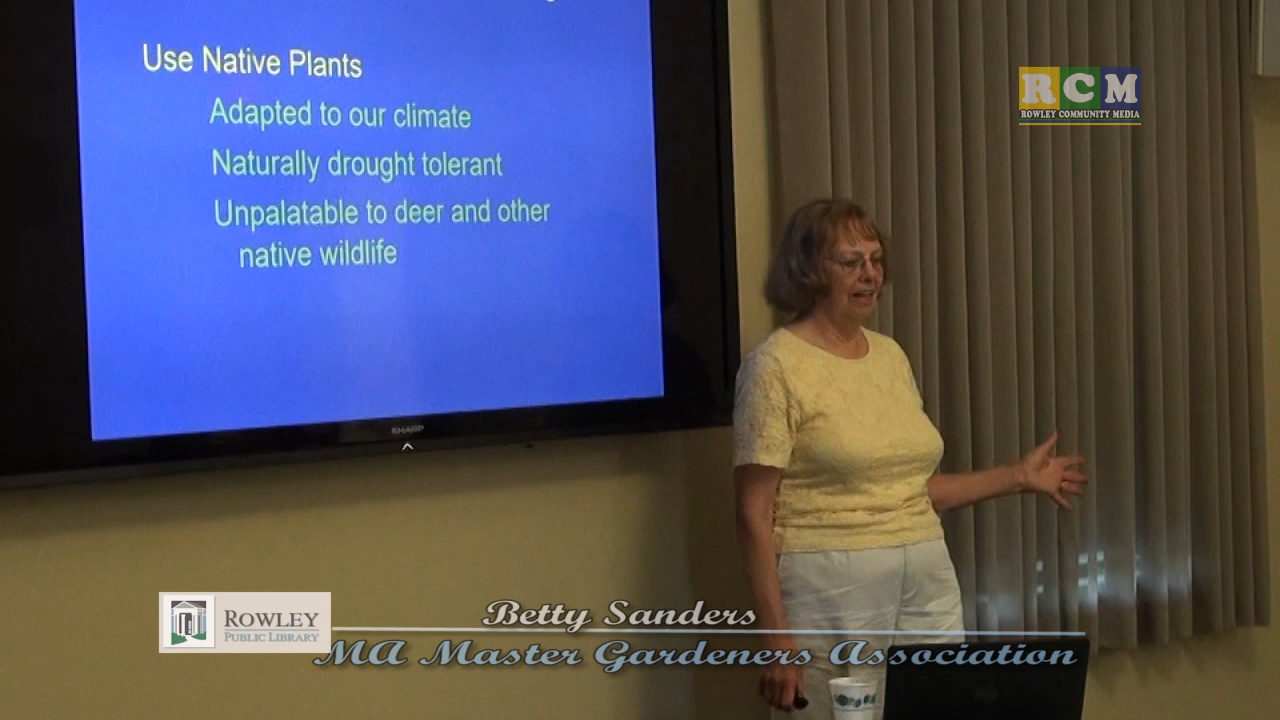 Use Native Plants
Adapted to our climate
Naturally drought tolerant
Unpalatable to deer and other
native wildlife
RCM
ROWLEY COMMUNITY MEDIA
SHARP
Betty Sanders
ROWLEY
PUBLIC LIBRARY
MA Master Gardeners Association